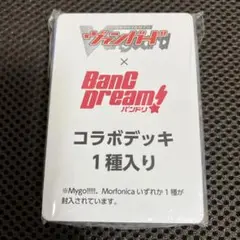 ヴァンガード
×
BanG
Dream!
バンドリ
コラボデッキ
1種入り
※Mygo!!!!!、Morfonica いずれか 1 種が
封入されています。